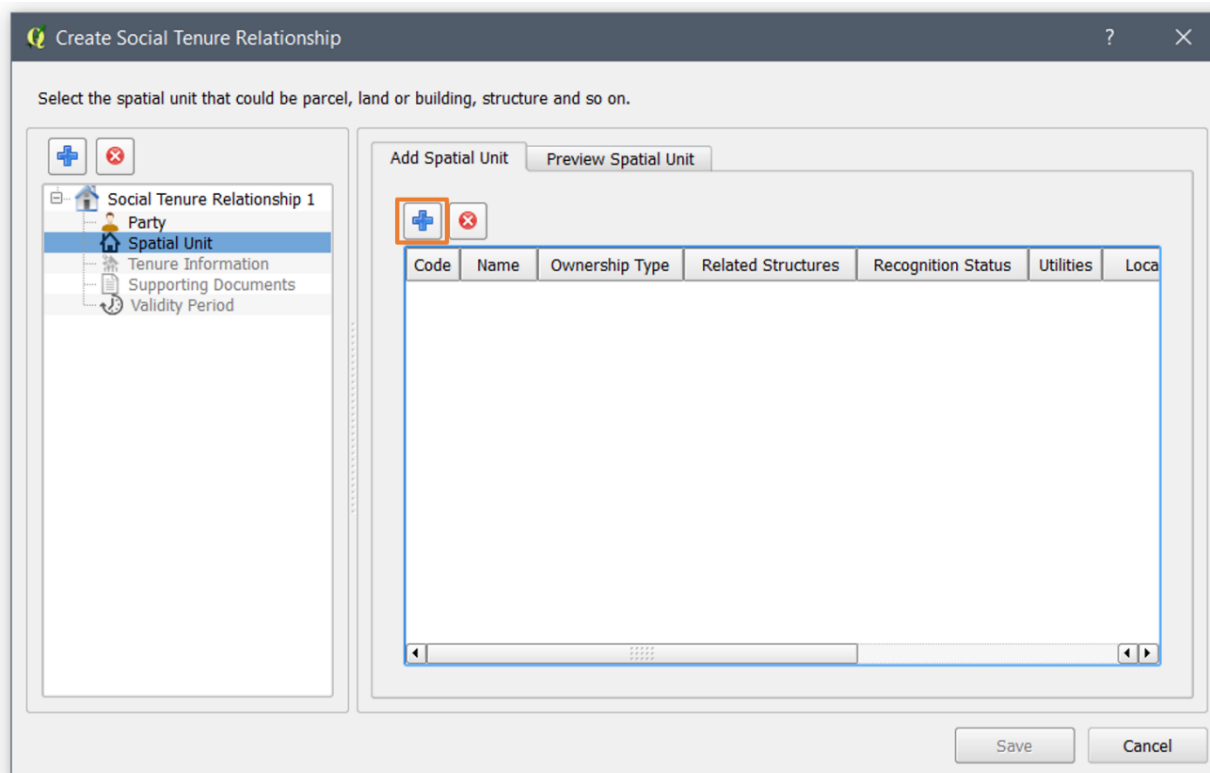 Create Social Tenure Relationship
Select the spatial unit that could be parcel, land or building, structure and so on.
Social Tenure Relationship 1
Party
Spatial Unit
Tenure Information
Supporting Documents
Validity Period
Add Spatial Unit Preview Spatial Unit
Code Name Ownership Type Related Structures Recognition Status Utilities Loca
Save Cancel